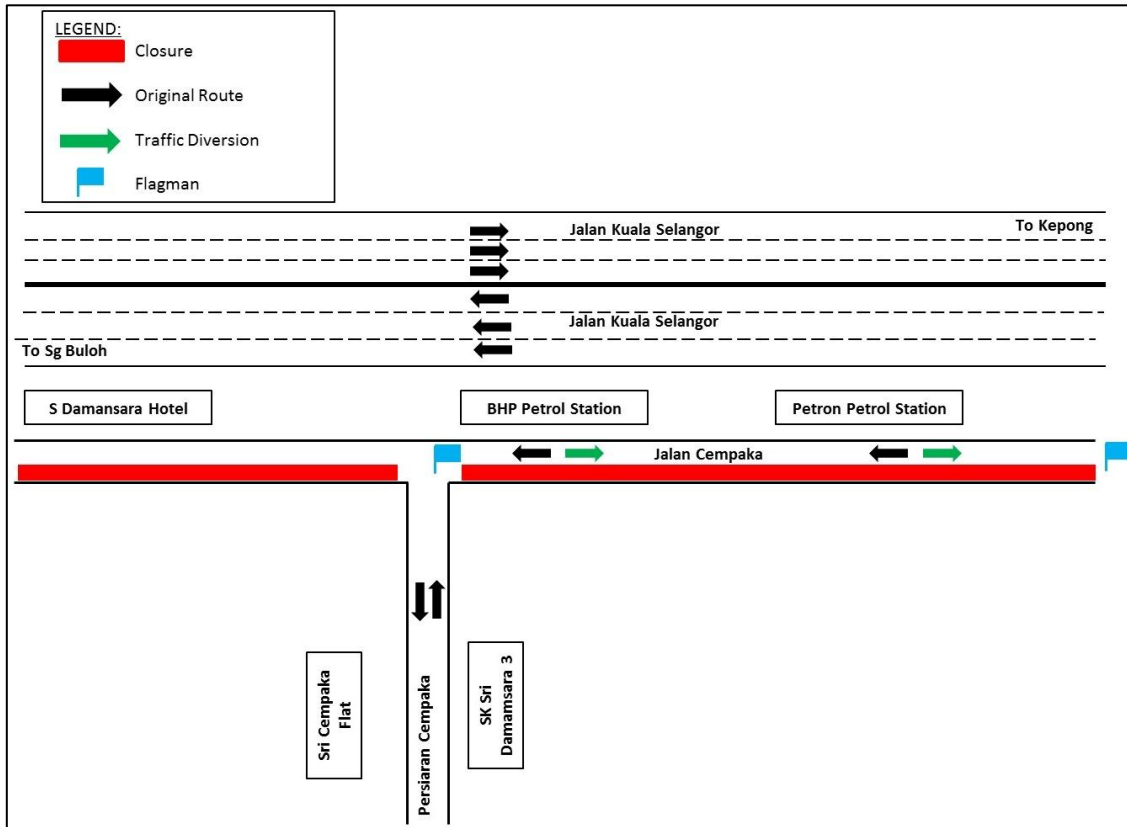 LEGEND:
Closure
Original Route
Traffic Diversion
Flagman
Jalan Kuala Selangor
To Kepong
Jalan Kuala Selangor
To Sg Buloh
S Damansara Hotel
BHP Petrol Station
Petron Petrol Station
Jalan Cempaka
Sri Cempaka
Flat
Persiaran Cempaka
SK Sri
Damamsara 3